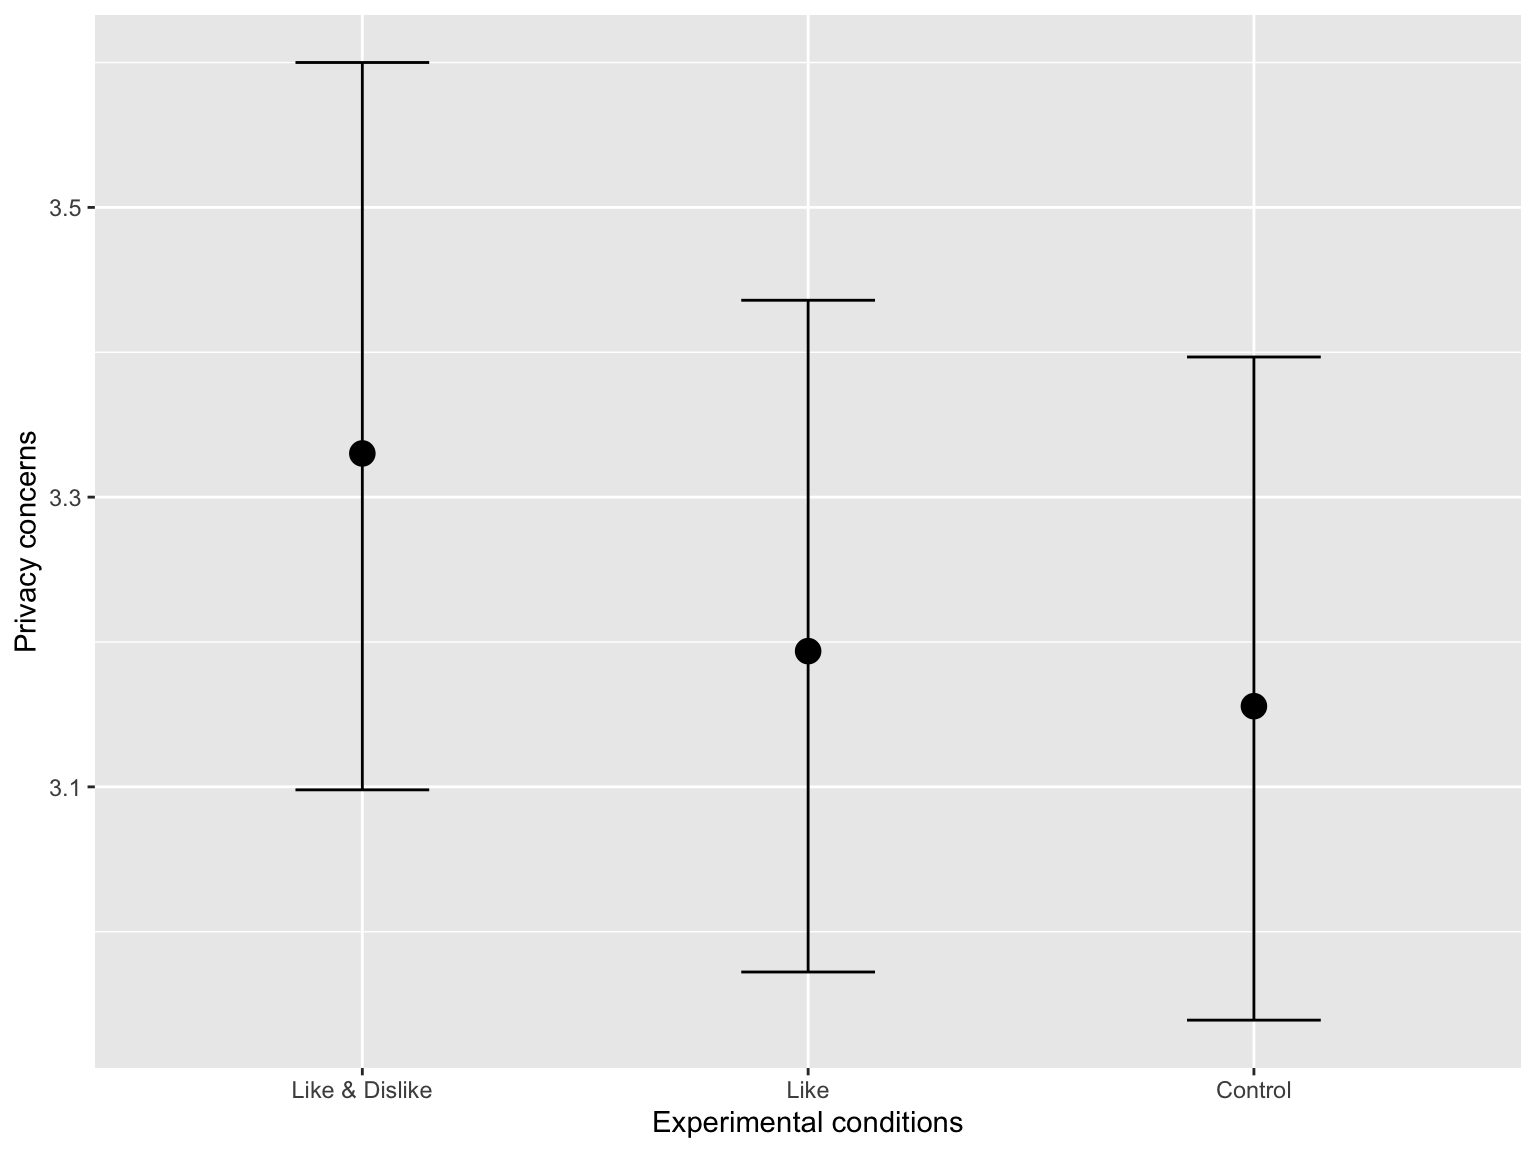 3.5
3.3
3.1
Privacy concerns
Like & Dislike
Like
Control
Experimental conditions